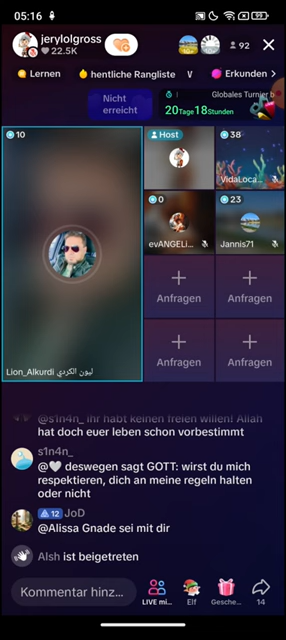 05:16
99
jerylolgross
22.5K
92
Lernen
hentliche Rangliste
V
Erkunden
Nicht
erreicht
Globales Turnier b
20Tage18Stunden
10
Host
38
VidaLoca...
0
23
evANGELi...
Jannis71
Anfragen
Anfragen
Anfragen
Anfragen
Lion_Alkurdi ليون الكردي
@s1n4n_ ihr habt keinen freien willen! Allah
hat doch euer leben schon vorbestimmt
s1n4n_
@🤍 deswegen sagt GOTT: wirst du mich
respektieren, dich an meine regeln halten
oder nicht
12 JoD
@Alissa Gnade sei mit dir
Alsh ist beigetreten
Kommentar hinz...
LIVE mi...
Elf
Gesche...
14